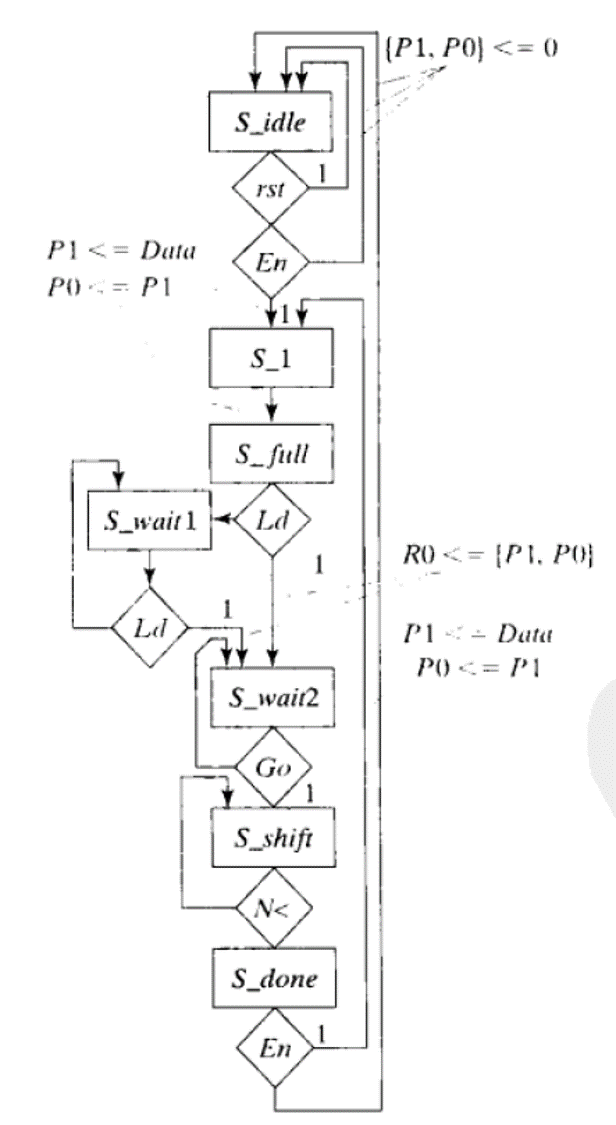 {P1, P0} <= 0
S_idle
1
rst
P1 <= Data
P0 <= P1
En
1
S_1
S_full
S_wait1
Ld
1
R0 <= {P1, P0}
1
Ld
P1 <= Data
P0 <= P1
S_wait2
Go
1
S_shift
N<
S_done
1
En